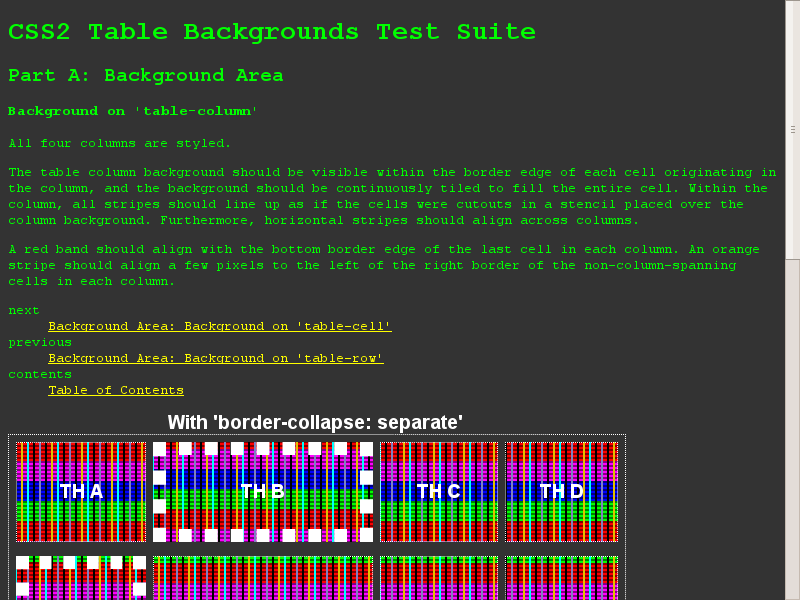 CSS2 Table Backgrounds Test Suite
Part A: Background Area
Background on 'table-column'
All four columns are styled.
The table column background should be visible within the border edge of each cell originating in
the column, and the background should be continuously tiled to fill the entire cell. Within the
column, all stripes should line up as if the cells were cutouts in a stencil placed over the
column background. Furthermore, horizontal stripes should align across columns.
A red band should align with the bottom border edge of the last cell in each column. An orange
stripe should align a few pixels to the left of the right border of the non-column-spanning
cells in each column.
next
Background Area: Background on 'table-cell'
previous
Background Area: Background on 'table-row'
contents
Table of Contents
With 'border-collapse: separate'
TH A TH B TH C TH D